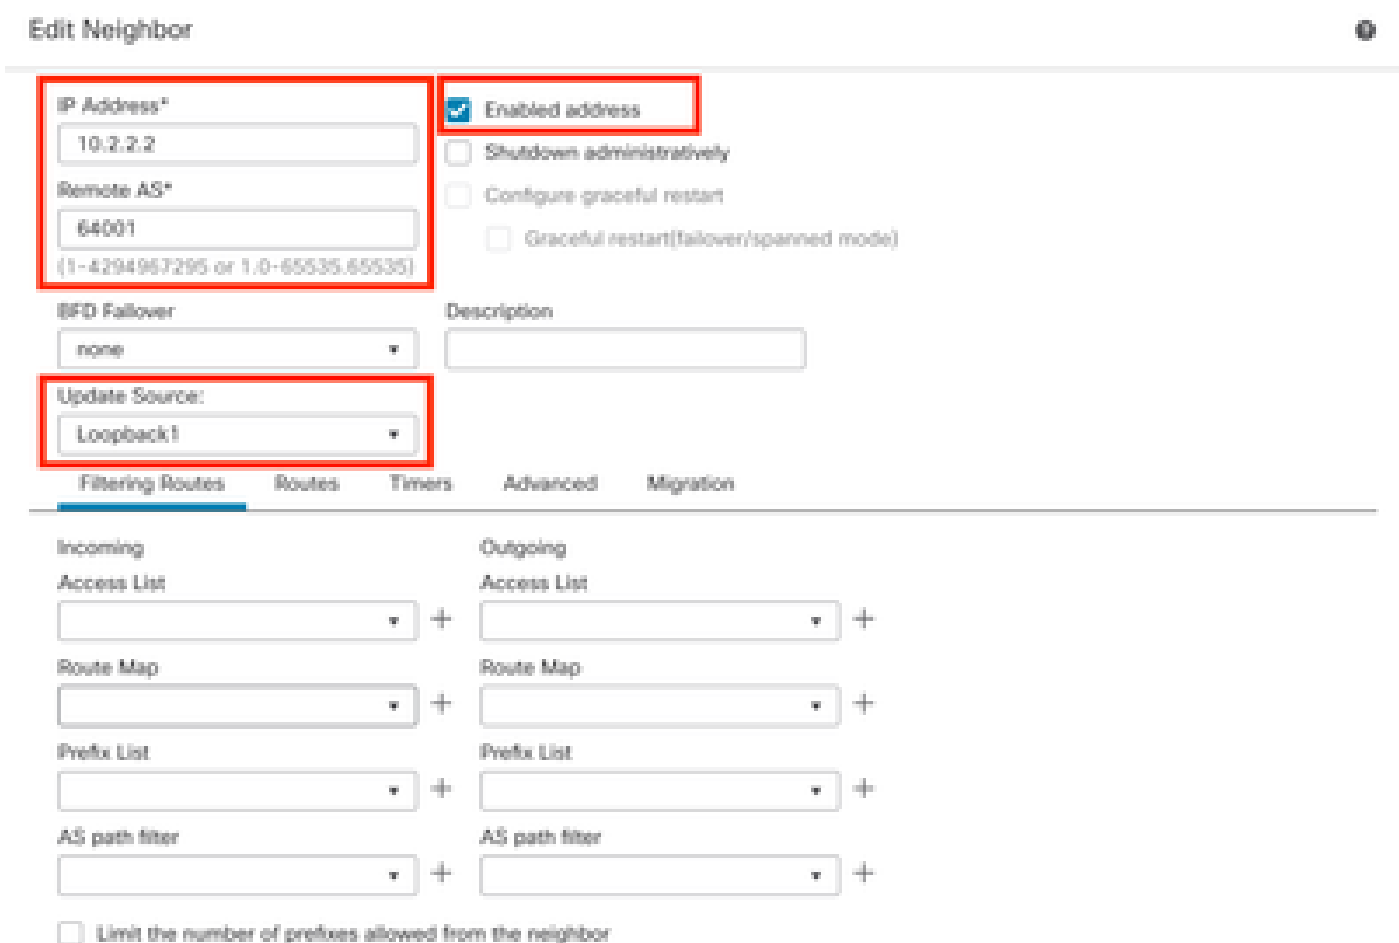 Edit Neighbor
IP Address*
10.2.2.2
Enabled address
Shutdown administratively
Remote AS*
64001
(1-4294967295 or 1.0-65535.65535)
Configure graceful restart
Graceful restart(failover/spanned mode)
BFD Failover
none
Description
Update Source:
Loopback1
Filtering Routes Routes Timers Advanced Migration
Incoming Outgoing
Access List Access List
Route Map Route Map
Prefix List Prefix List
AS path filter AS path filter
Limit the number of prefixes allowed from the neighbor